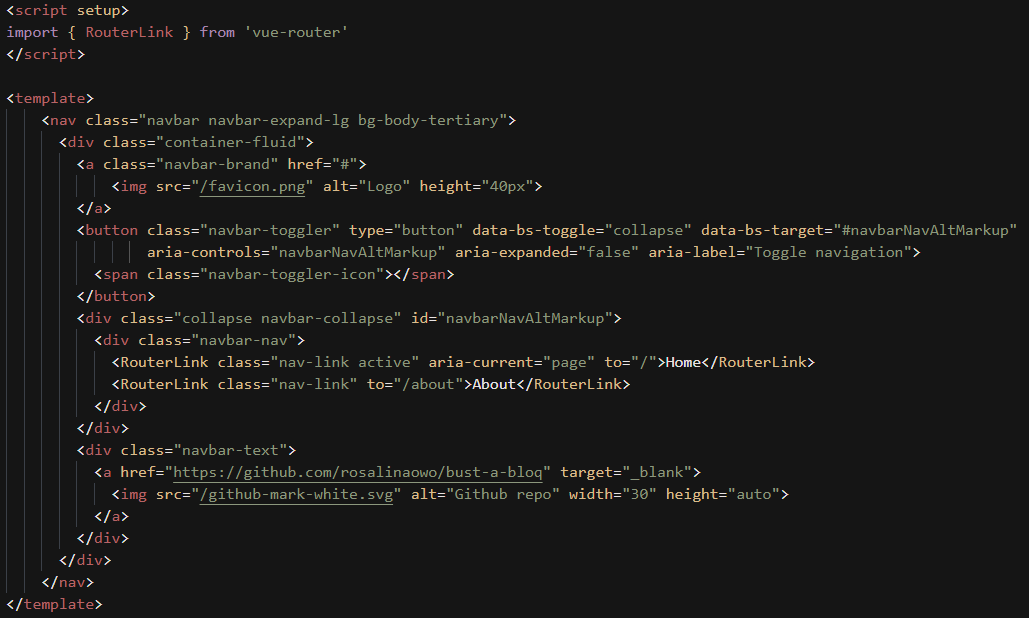 <script setup>
import { RouterLink } from 'vue-router'
</script>

<template>
    <nav class="navbar navbar-expand-lg bg-body-tertiary">
      <div class="container-fluid">
        <a class="navbar-brand" href="#">
            <img src="/favicon.png" alt="Logo" height="40px">
        </a>
        <button class="navbar-toggler" type="button" data-bs-toggle="collapse" data-bs-target="#navbarNavAltMarkup"
                aria-controls="navbarNavAltMarkup" aria-expanded="false" aria-label="Toggle navigation">
          <span class="navbar-toggler-icon"></span>
        </button>
        <div class="collapse navbar-collapse" id="navbarNavAltMarkup">
          <div class="navbar-nav">
            <RouterLink class="nav-link active" aria-current="page" to="/">Home</RouterLink>
            <RouterLink class="nav-link" to="/about">About</RouterLink>
          </div>
        </div>
        <div class="navbar-text">
          <a href="https://github.com/rosalinaowo/bust-a-bloq" target="_blank">
            <img src="/github-mark-white.svg" alt="Github repo" width="30" height="auto">
          </a>
        </div>
      </div>
    </nav>
</template>